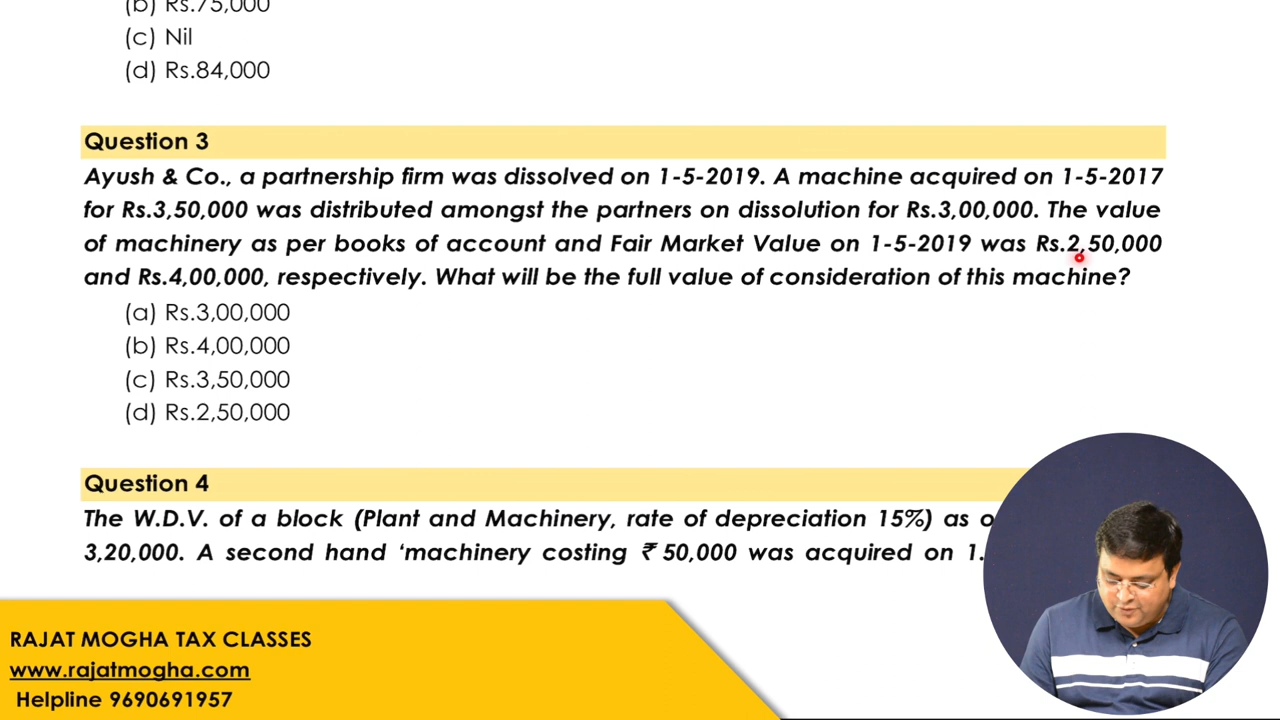 (b) Rs.75,000
(c) Nil
(d) Rs.84,000
Question 3
Ayush & Co., a partnership firm was dissolved on 1-5-2019. A machine acquired on 1-5-2017
for Rs.3,50,000 was distributed amongst the partners on dissolution for Rs.3,00,000. The value
of machinery as per books of account and Fair Market Value on 1-5-2019 was Rs.2,50,000
and Rs.4,00,000, respectively. What will be the full value of consideration of this machine?
(a) Rs.3,00,000
(b) Rs.4,00,000
(c) Rs.3,50,000
(d) Rs.2,50,000
Question 4
The W.D.V. of a block (Plant and Machinery, rate of depreciation 15%) as o
3,20,000. A second hand ‘machinery costing ₹ 50,000 was acquired on 1.
RAJAT MOGHA TAX CLASSES
www.rajatmogha.com
Helpline 9690691957